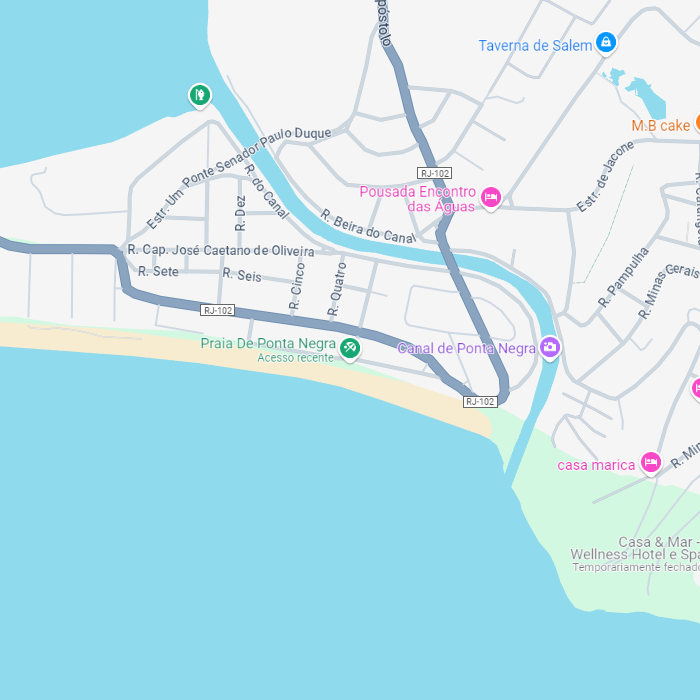 póstolo
Taverna de Salem
M.B cake
Estr. Um
Ponte Senador Paulo Duque
RJ-102
Estr. de Jacone
R. do Canal
R. Dez
Pousada Encontro
das Águas
R. Beira do Canal
R. Cap. José Caetano de Oliveira
R. Sete
R. Seis
R. Cinco
R. Quatro
R. Pampulha
R. Minas Gerais
RJ-102
Praia De Ponta Negra
Acesso recente
Canal de Ponta Negra
RJ-102
casa marica
R. Min
Casa & Mar -
Wellness Hotel e Spa
Temporariamente fechado